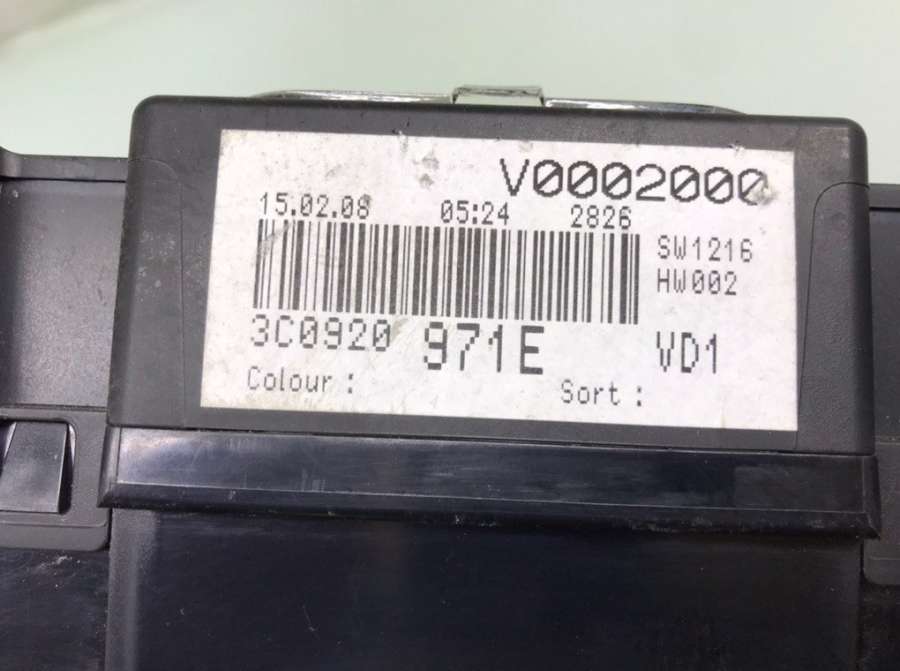 V0002000
15.02.08 05:24 2826
SW1216
HW002
3C0920 971E VD1
Colour : Sort :